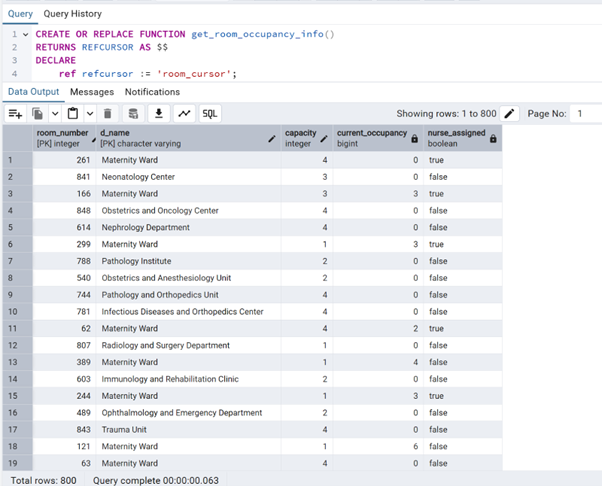 Query Query History
1 CREATE OR REPLACE FUNCTION get_room_occupancy_info()
2 RETURNS REFCURSOR AS $$
3 DECLARE
4 ref refcursor := 'room_cursor';
Data Output Messages Notifications
SQL Showing rows: 1 to 800 Page No: 1
room_number d_name capacity current_occupancy nurse_assigned
[PK] integer [PK] character varying integer bigint boolean
1 261 Maternity Ward 4 0 true
2 841 Neonatology Center 3 0 false
3 166 Maternity Ward 3 3 true
4 848 Obstetrics and Oncology Center 4 0 false
5 614 Nephrology Department 4 0 false
6 299 Maternity Ward 1 3 true
7 788 Pathology Institute 2 0 false
8 540 Obstetrics and Anesthesiology Unit 2 0 false
9 744 Pathology and Orthopedics Unit 4 0 false
10 781 Infectious Diseases and Orthopedics Center 4 0 false
11 62 Maternity Ward 4 2 true
12 807 Radiology and Surgery Department 1 0 false
13 389 Maternity Ward 1 4 false
14 603 Immunology and Rehabilitation Clinic 2 0 false
15 244 Maternity Ward 1 3 true
16 489 Ophthalmology and Emergency Department 2 0 false
17 843 Trauma Unit 4 0 false
18 121 Maternity Ward 1 6 false
19 63 Maternity Ward 4 0 false
Total rows: 800 Query complete 00:00:00.063